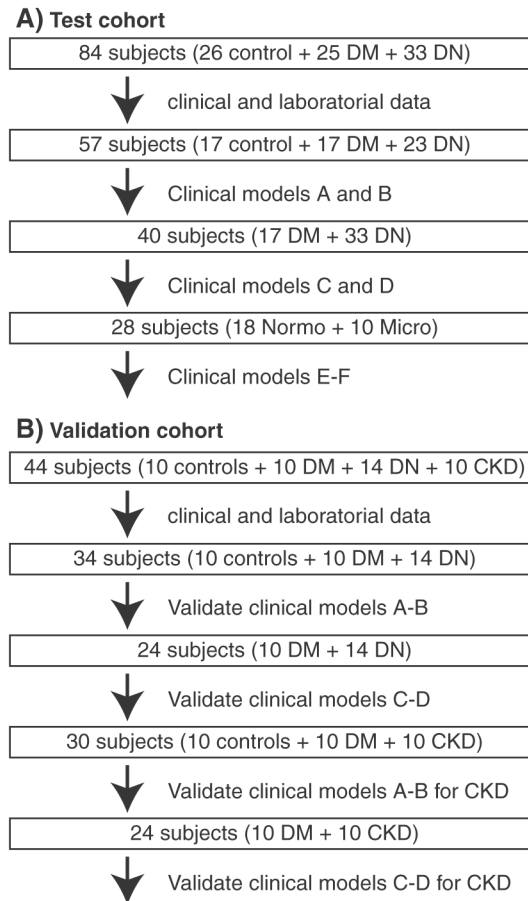 A) Test cohort
84 subjects (26 control + 25 DM + 33 DN)
clinical and laboratorial data
57 subjects (17 control + 17 DM + 23 DN)
Clinical models A and B
40 subjects (17 DM + 33 DN)
Clinical models C and D
28 subjects (18 Normo + 10 Micro)
Clinical models E-F
B) Validation cohort
44 subjects (10 controls + 10 DM + 14 DN + 10 CKD)
clinical and laboratorial data
34 subjects (10 controls + 10 DM + 14 DN)
Validate clinical models A-B
24 subjects (10 DM + 14 DN)
Validate clinical models C-D
30 subjects (10 controls + 10 DM + 10 CKD)
Validate clinical models A-B for CKD
24 subjects (10 DM + 10 CKD)
Validate clinical models C-D for CKD